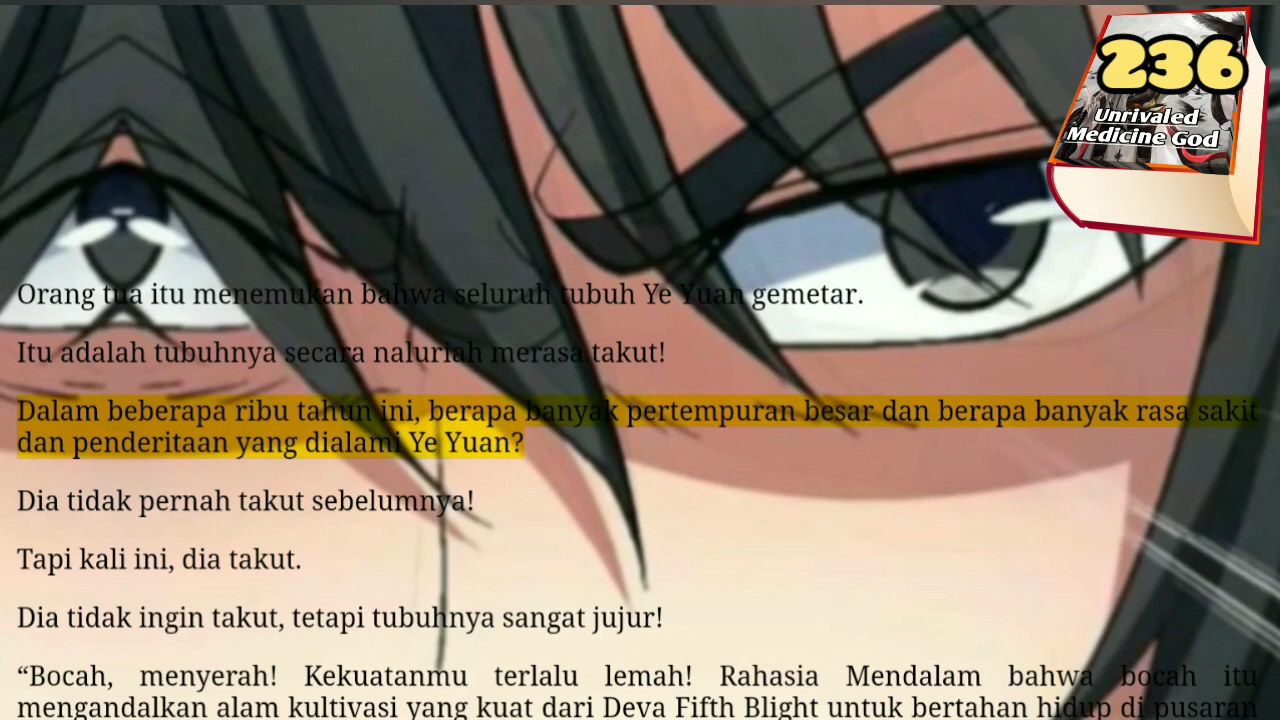 236
Unrivaled
Medicine God
Orang tua itu menemukan bahwa seluruh tubuh Ye Yuan gemetar.
Itu adalah tubuhnya secara naluriah merasa takut!
Dalam beberapa ribu tahun ini, berapa banyak pertempuran besar dan berapa banyak rasa sakit
dan penderitaan yang dialami Ye Yuan?
Dia tidak pernah takut sebelumnya!
Tapi kali ini, dia takut.
Dia tidak ingin takut, tetapi tubuhnya sangat jujur!
“Bocah, menyerah! Kekuatanmu terlalu lemah! Rahasia Mendalam bahwa bocah itu
mengandalkan alam kultivasi yang kuat dari Deva Fifth Blight untuk bertahan hidup di pusaran